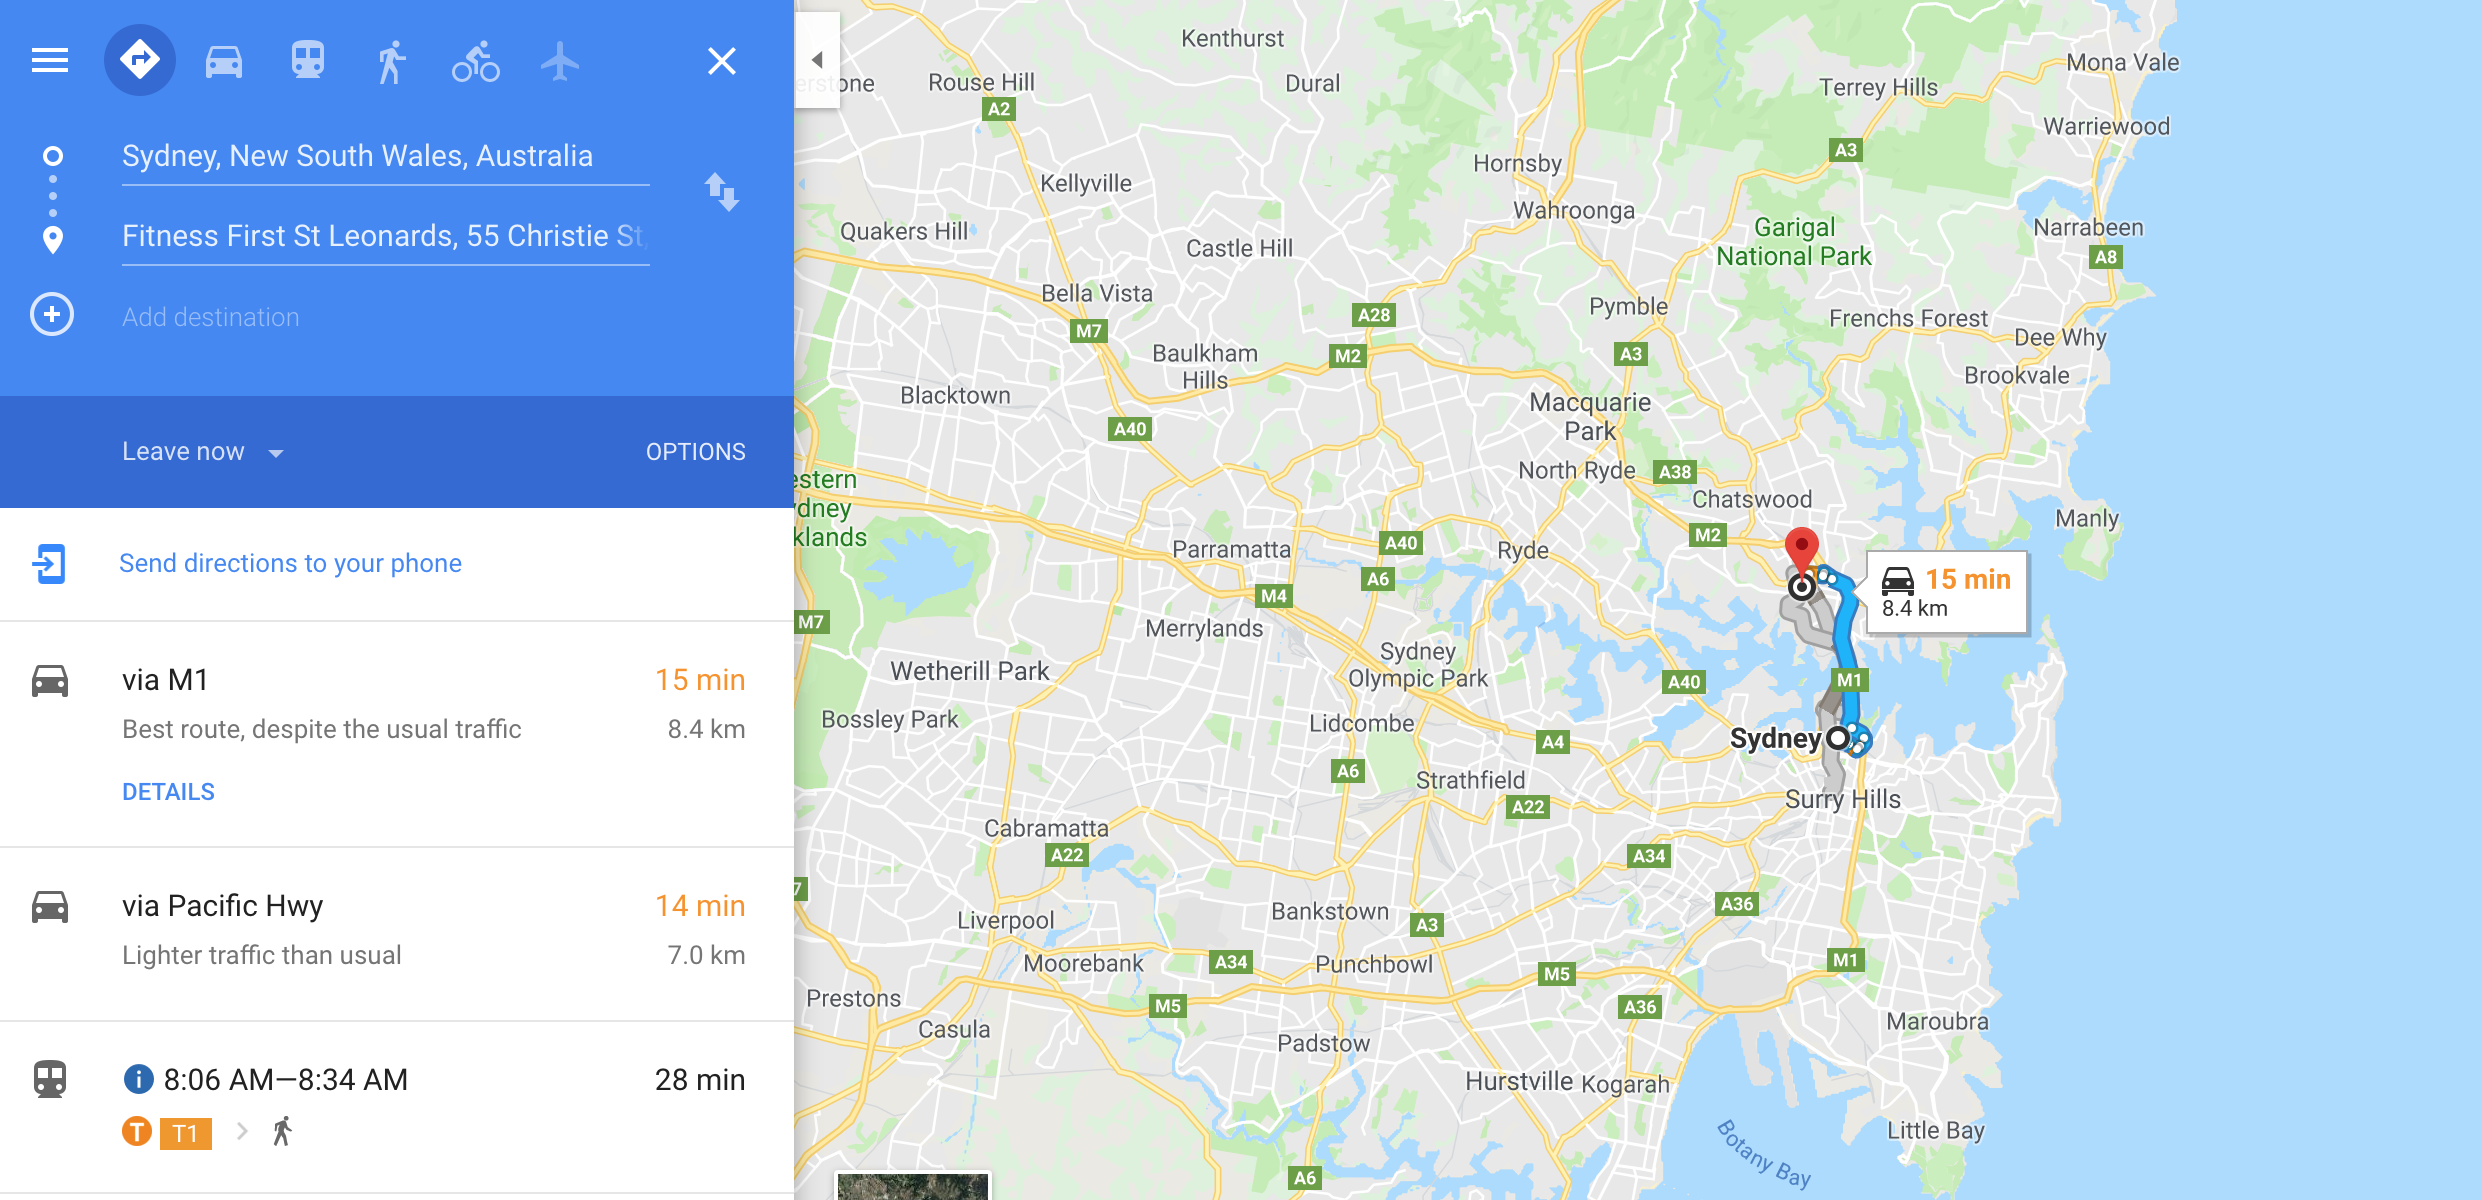 Sydney, New South Wales, Australia
Fitness First St Leonards, 55 Christie St,
Add destination
Leave now
OPTIONS
Send directions to your phone
via M1
15 min
Best route, despite the usual traffic
8.4 km
DETAILS
via Pacific Hwy
14 min
Lighter traffic than usual
7.0 km
8:06 AM—8:34 AM
28 min
T
T1
Kenthurst
Mona Vale
erstone
Rouse Hill
Dural
Terrey Hills
A2
Warriewood
A3
Hornsby
Kellyville
Wahroonga
Garigal
National Park
Narrabeen
Quakers Hill
Castle Hill
A8
Bella Vista
Pymble
A28
Frenchs Forest
M7
Dee Why
Baulkham
Hills
M2
A3
Brookvale
Blacktown
Macquarie
Park
A40
estern
ydney
klands
North Ryde
A38
Chatswood
Manly
M2
Parramatta
A40
Ryde
A6
15 min
8.4 km
M4
M7
Merrylands
Sydney
Olympic Park
Wetherill Park
A40
M1
Bossley Park
Lidcombe
A4
Sydney
A6
Strathfield
Surry Hills
A22
Cabramatta
A22
A34
7
Liverpool
Bankstown
A3
A36
Moorebank
A34
Punchbowl
M5
M1
Prestons
M5
A36
Casula
Maroubra
Padstow
Hurstville
Kogarah
Little Bay
Botany Bay
A6